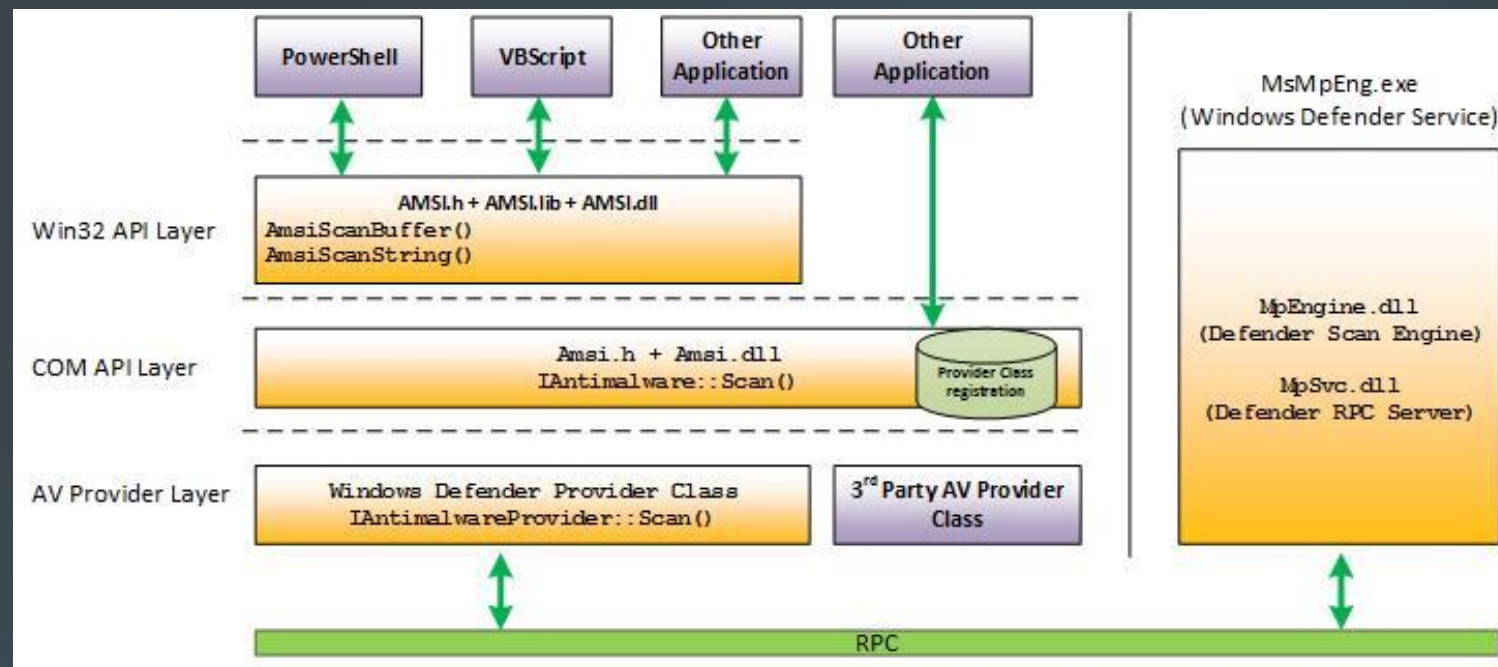 PowerShell
VBScript
Other
Application
Other
Application
MsMpEng.exe
(Windows Defender Service)
Win32 API Layer
AMSI.h + AMSI.lib + AMSI.dll
AmsiScanBuffer()
AmsiScanString()
COM API Layer
Amsi.h + Amsi.dll
IAntimalware::Scan()
Provider Class
registration
MpEngine.dll
(Defender Scan Engine)
MpSvc.dll
(Defender RPC Server)
AV Provider Layer
Windows Defender Provider Class
IAntimalwareProvider::Scan()
3rd Party AV Provider
Class
RPC